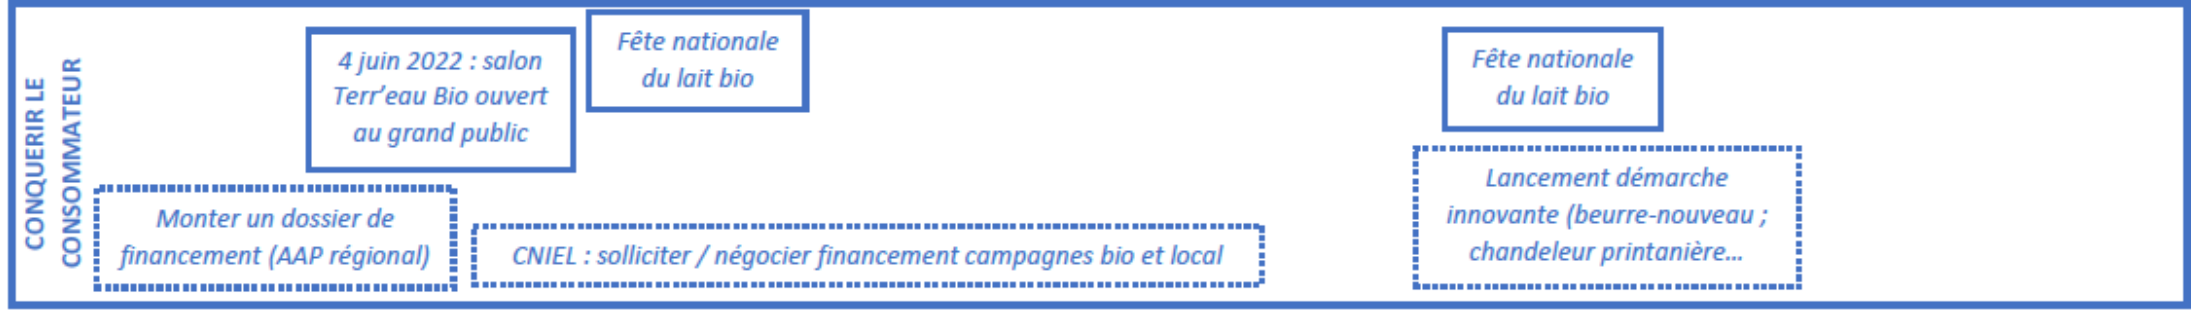 CONQUERIR LE
CONSOMMATEUR
4 juin 2022 : salon
Terr'eau Bio ouvert
au grand public
Fête nationale
du lait bio
Fête nationale
du lait bio
Monter un dossier de
financement (AAP régional)
CNIEL : solliciter / négocier financement campagnes bio et local
Lancement démarche
innovante (beurre-nouveau ;
chandeleur printanière…